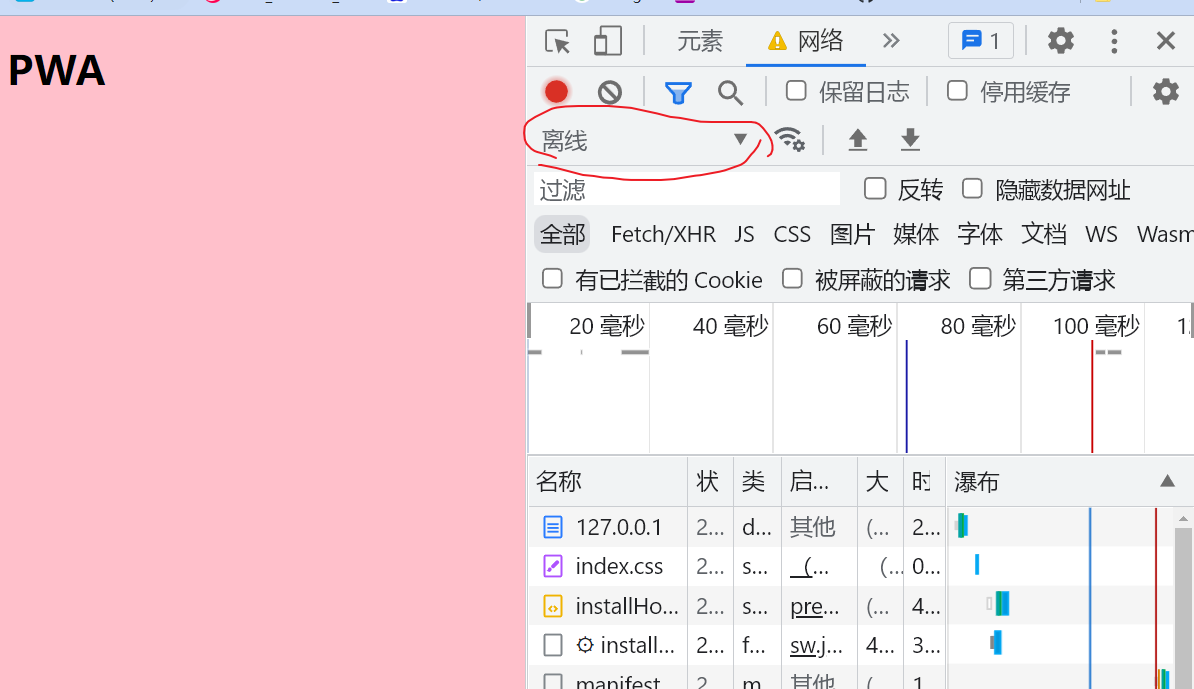 PWA
元素 网络 1
保留日志 停用缓存
离线
过滤 反转 隐藏数据网址
全部 Fetch/XHR JS CSS 图片 媒体 字体 文档 WS Wasm
有已拦截的 Cookie 被屏蔽的请求 第三方请求
20 毫秒 40 毫秒 60 毫秒 80 毫秒 100 毫秒
名称 状 类 启... 大 时 瀑布
127.0.0.1 2... d... 其他 (... 2...
index.css 2... s... (... (... 0...
installHo... 2... s... pre... (... 4...
install... 2... f... sw.j... 4... 3...
manifest 2 m 其他 ( 1